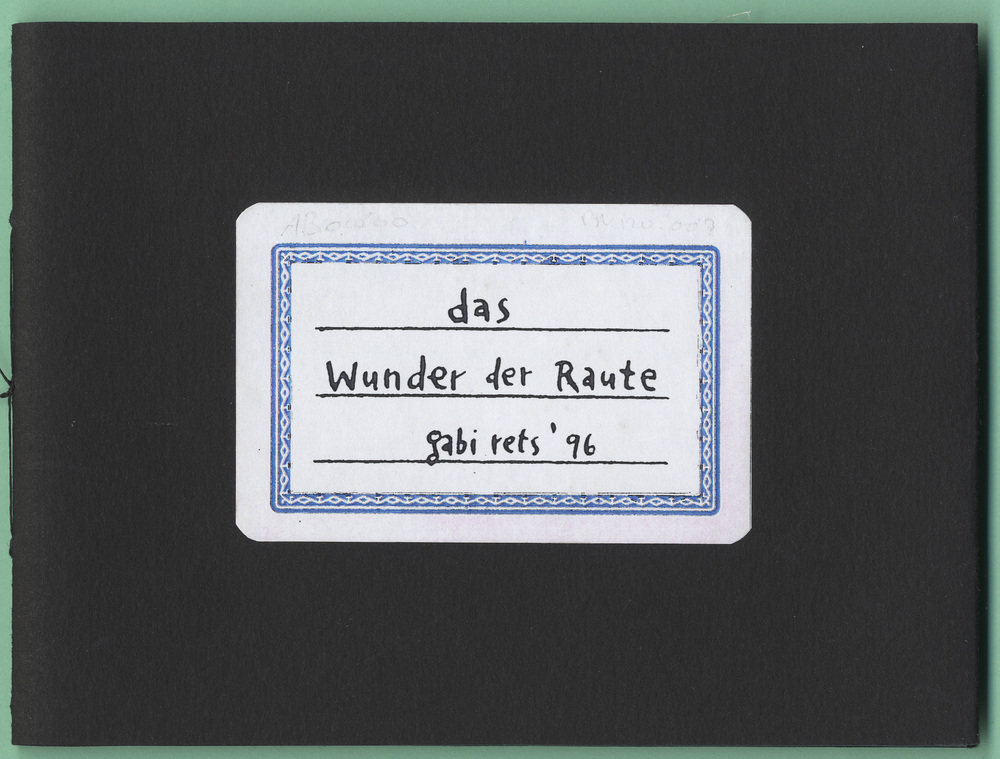 das
Wunder der Raute
gabi rets '96